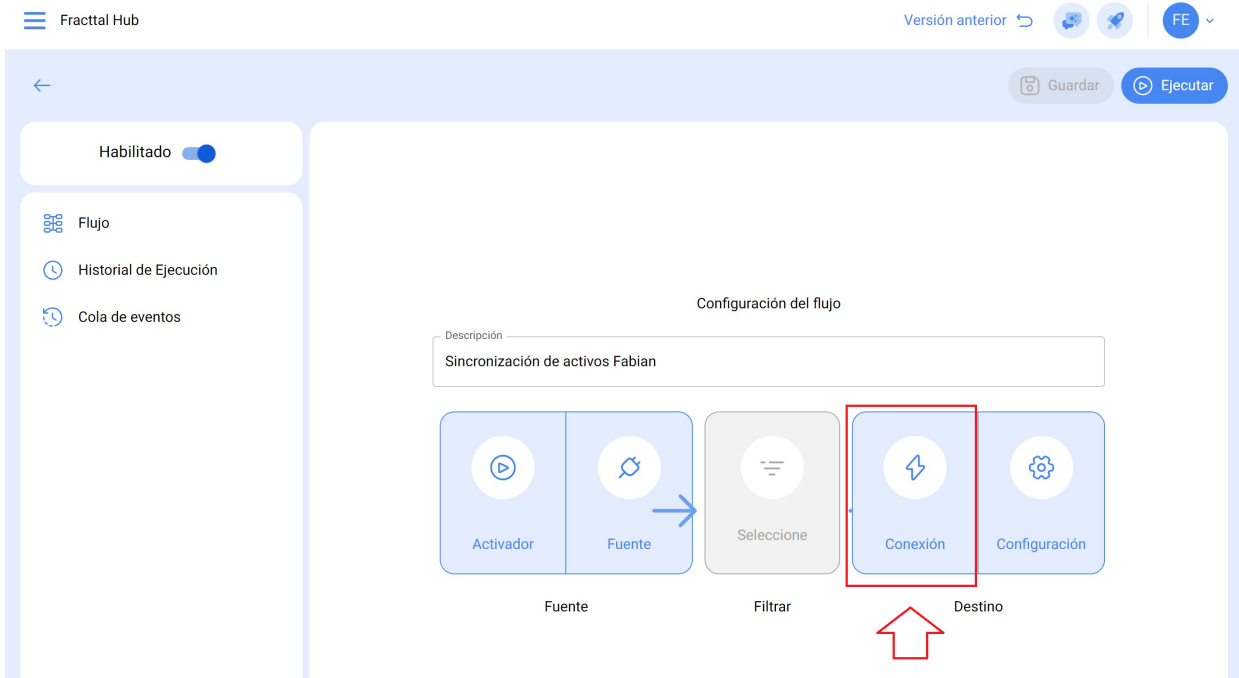 Fracttal Hub
Versión anterior
FE
Guardar
Ejecutar
Habilitado
Flujo
Historial de Ejecución
Cola de eventos
Configuración del flujo
Descripción
Sincronización de activos Fabian
Activador
Fuente
Seleccione
Conexión
Configuración
Fuente
Filtrar
Destino